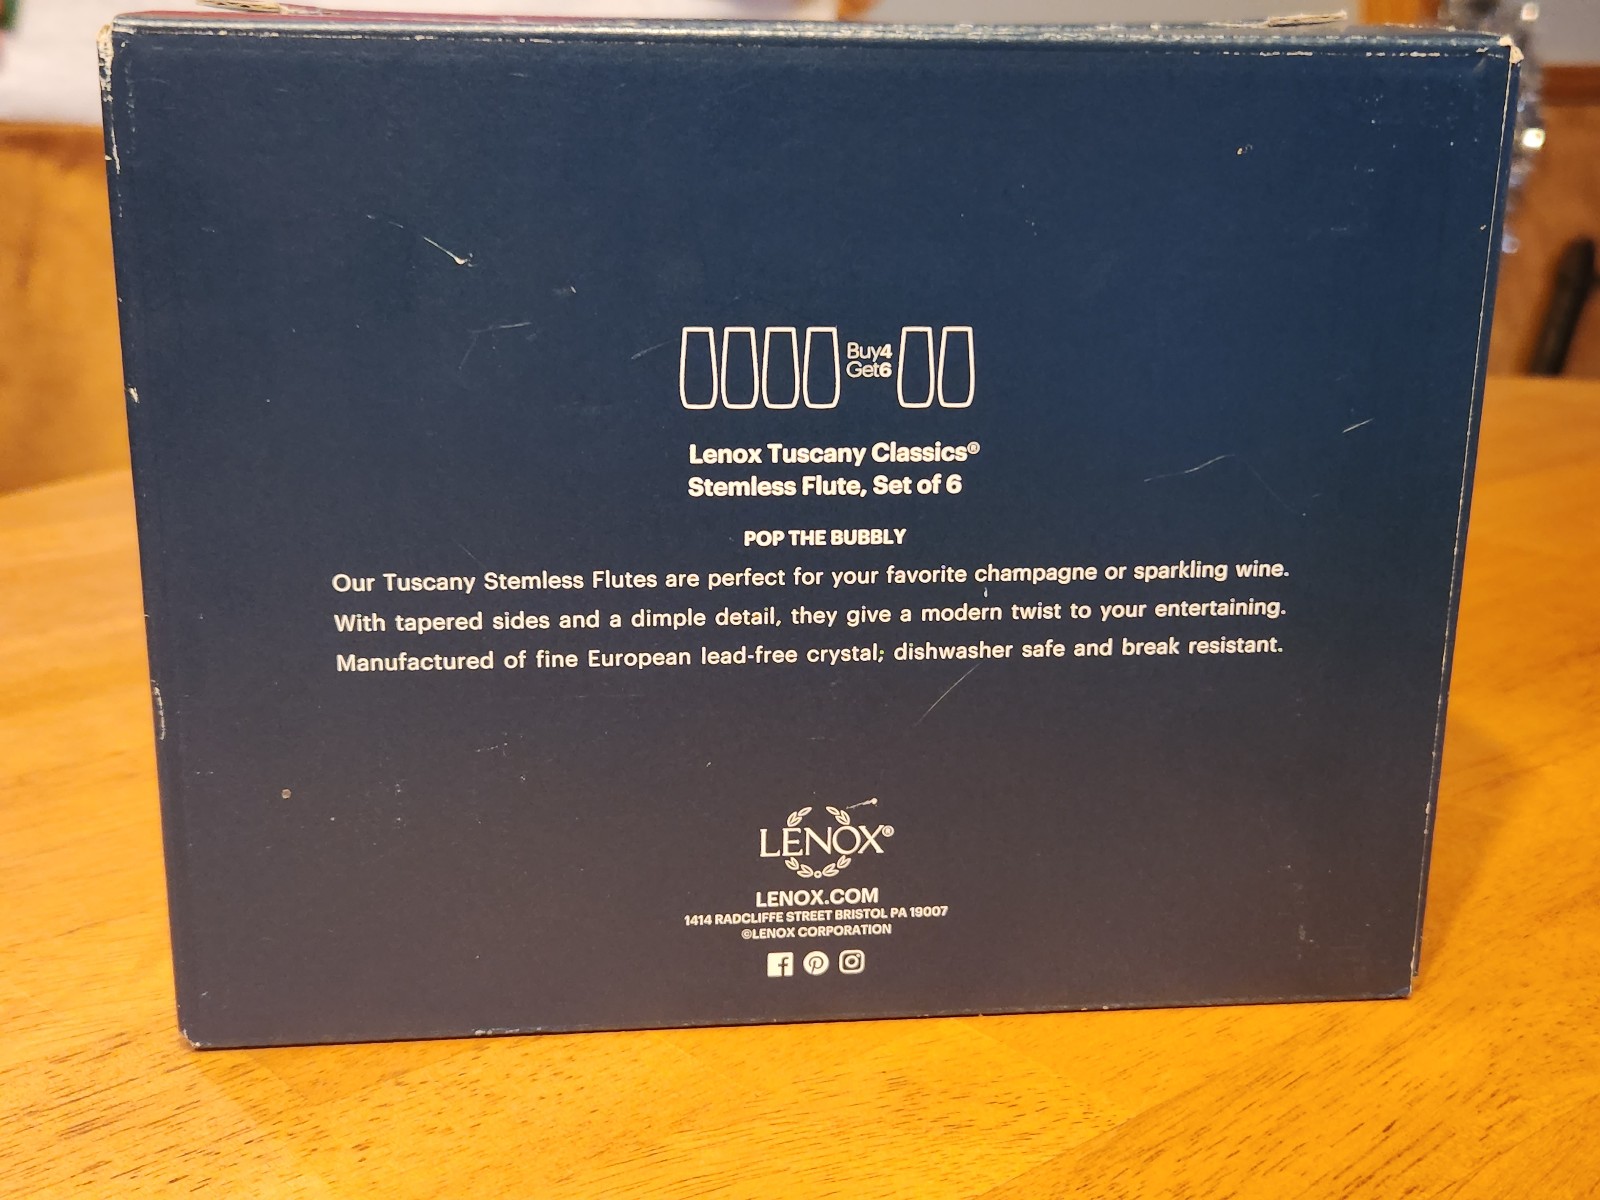 Buy4
Get6
Lenox Tuscany Classics®
Stemless Flute, Set of 6
POP THE BUBBLY
Our Tuscany Stemless Flutes are perfect for your favorite champagne or sparkling wine.
With tapered sides and a dimple detail, they give a modern twist to your entertaining.
Manufactured of fine European lead-free crystal; dishwasher safe and break resistant.
LENOX®
LENOX.COM
1414 RADCLIFFE STREET BRISTOL PA 19007
©LENOX CORPORATION